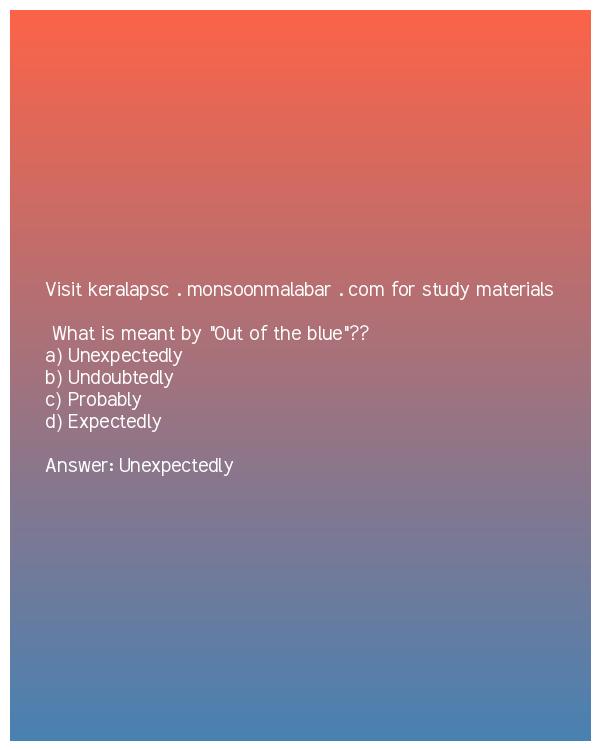 Visit keralapsc . monsoonmalabar . com for study materials
What is meant by "Out of the blue"??
a) Unexpectedly
b) Undoubtedly
c) Probably
d) Expectedly
Answer: Unexpectedly